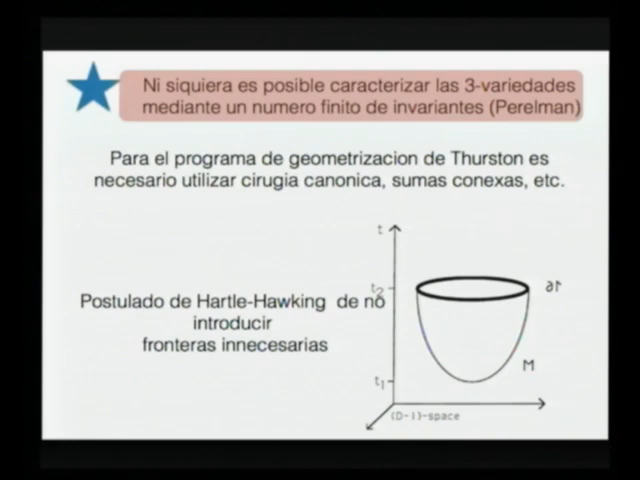 Ni siquiera es posible caracterizar las 3-variedades
mediante un numero finito de invariantes (Perelman)
Para el programa de geometrizacion de Thurston es
necesario utilizar cirugia canonica, sumas conexas, etc.
t
t2
Postulado de Hartle-Hawking de no
introducir
fronteras innecesarias
M
t1
(D-1)-space